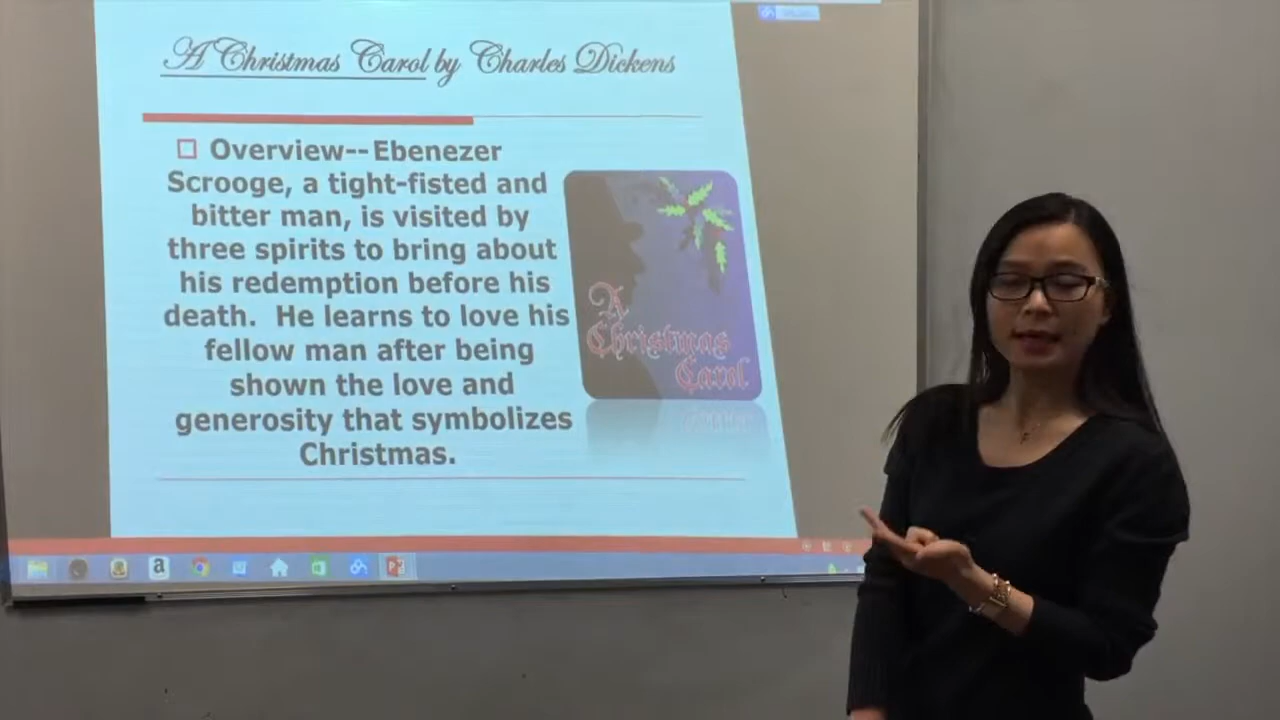 A Christmas Carol by Charles Dickens
Overview--Ebenezer
Scrooge, a tight-fisted and
bitter man, is visited by
three spirits to bring about
his redemption before his
death. He learns to love his
fellow man after being
shown the love and
generosity that symbolizes
Christmas.
A
Christmas
Carol
a